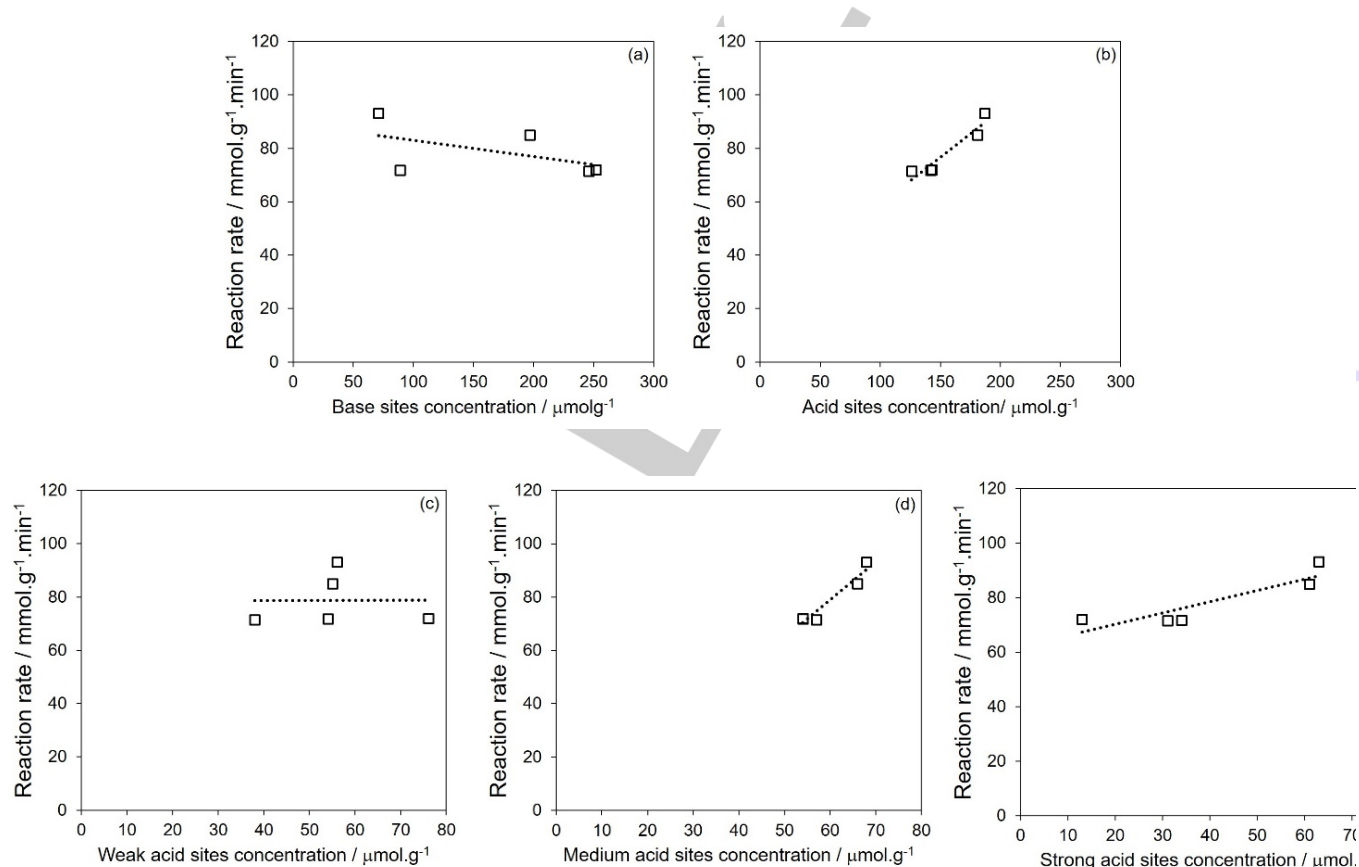 120
100
80
60
40
20
0
Reaction rate / mmol.g-1.min-1
(a)
0 50 100 150 200 250 300
Base sites concentration / μmolg-1
120
100
80
60
40
20
0
Reaction rate / mmol.g-1.min-1
(b)
0 50 100 150 200 250 300
Acid sites concentration/ μmol.g-1
120
100
80
60
40
20
0
Reaction rate / mmol.g-1.min-1
(c)
0 10 20 30 40 50 60 70 80
Weak acid sites concentration / μmol.g-1
120
100
80
60
40
20
0
Reaction rate / mmol.g-1.min-1
(d)
0 10 20 30 40 50 60 70 80
Medium acid sites concentration / μmol.g-1
120
100
80
60
40
20
0
Reaction rate / mmol.g-1.min-1
0 10 20 30 40 50 60 70
Strong acid sites concentration / μmol.